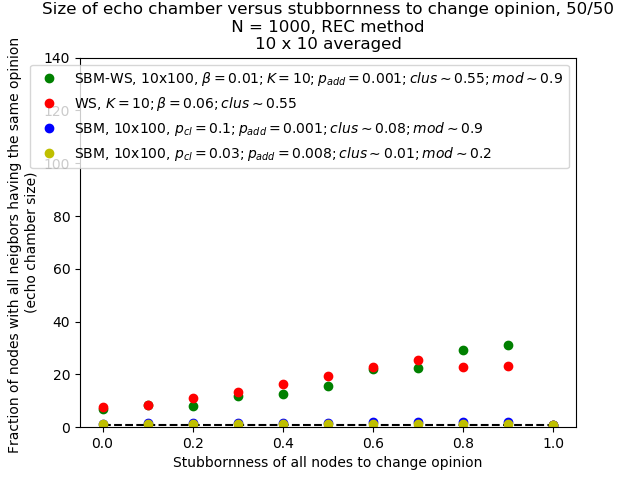 Size of echo chamber versus stubbornness to change opinion, 50/50
N = 1000, REC method
10 x 10 averaged
SBM-WS, 10x100, β = 0.01; K = 10; p_add = 0.001; clus ~ 0.55; mod ~ 0.9
WS, K = 10; β = 0.06; clus ~ 0.55
SBM, 10x100, p_cl = 0.1; p_add = 0.001; clus ~ 0.08; mod ~ 0.9
SBM, 10x100, p_cl = 0.03; p_add = 0.008; clus ~ 0.01; mod ~ 0.2
Fraction of nodes with all neigbors having the same opinion
(echo chamber size)
140
120
100
80
60
40
20
0
0.0 0.2 0.4 0.6 0.8 1.0
Stubbornness of all nodes to change opinion